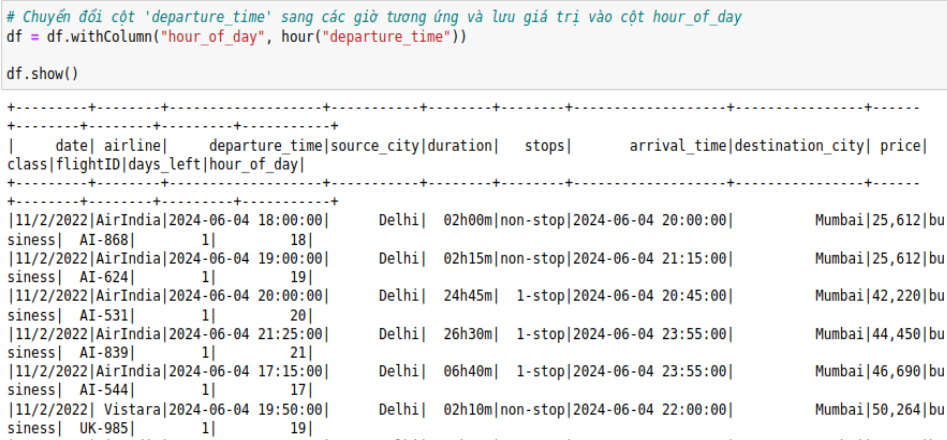 # Chuyển đổi cột 'departure_time' sang các giờ tương ứng và lưu giá trị vào cột hour_of_day
df = df.withColumn("hour_of_day", hour("departure_time"))
df.show()
+---------+--------+-------------------+-----------+--------+--------+-------------------+----------------+------
+--------+--------+---------+-----------+
|     date| airline|     departure_time|source_city|duration|   stops|       arrival_time|destination_city| price|
class|flightID|days_left|hour_of_day|
+---------+--------+-------------------+-----------+--------+--------+-------------------+----------------+------
+--------+--------+---------+-----------+
|11/2/2022|AirIndia|2024-06-04 18:00:00|      Delhi|  02h00m|non-stop|2024-06-04 20:00:00|          Mumbai|25,612|bu
siness|  AI-868|        1|         18|
|11/2/2022|AirIndia|2024-06-04 19:00:00|      Delhi|  02h15m|non-stop|2024-06-04 21:15:00|          Mumbai|25,612|bu
siness|  AI-624|        1|         19|
|11/2/2022|AirIndia|2024-06-04 20:00:00|      Delhi|  24h45m|  1-stop|2024-06-04 20:45:00|          Mumbai|42,220|bu
siness|  AI-531|        1|         20|
|11/2/2022|AirIndia|2024-06-04 21:25:00|      Delhi|  26h30m|  1-stop|2024-06-04 23:55:00|          Mumbai|44,450|bu
siness|  AI-839|        1|         21|
|11/2/2022|AirIndia|2024-06-04 17:15:00|      Delhi|  06h40m|  1-stop|2024-06-04 23:55:00|          Mumbai|46,690|bu
siness|  AI-544|        1|         17|
|11/2/2022| Vistara|2024-06-04 19:50:00|      Delhi|  02h10m|non-stop|2024-06-04 22:00:00|          Mumbai|50,264|bu
siness|  UK-985|        1|         19|